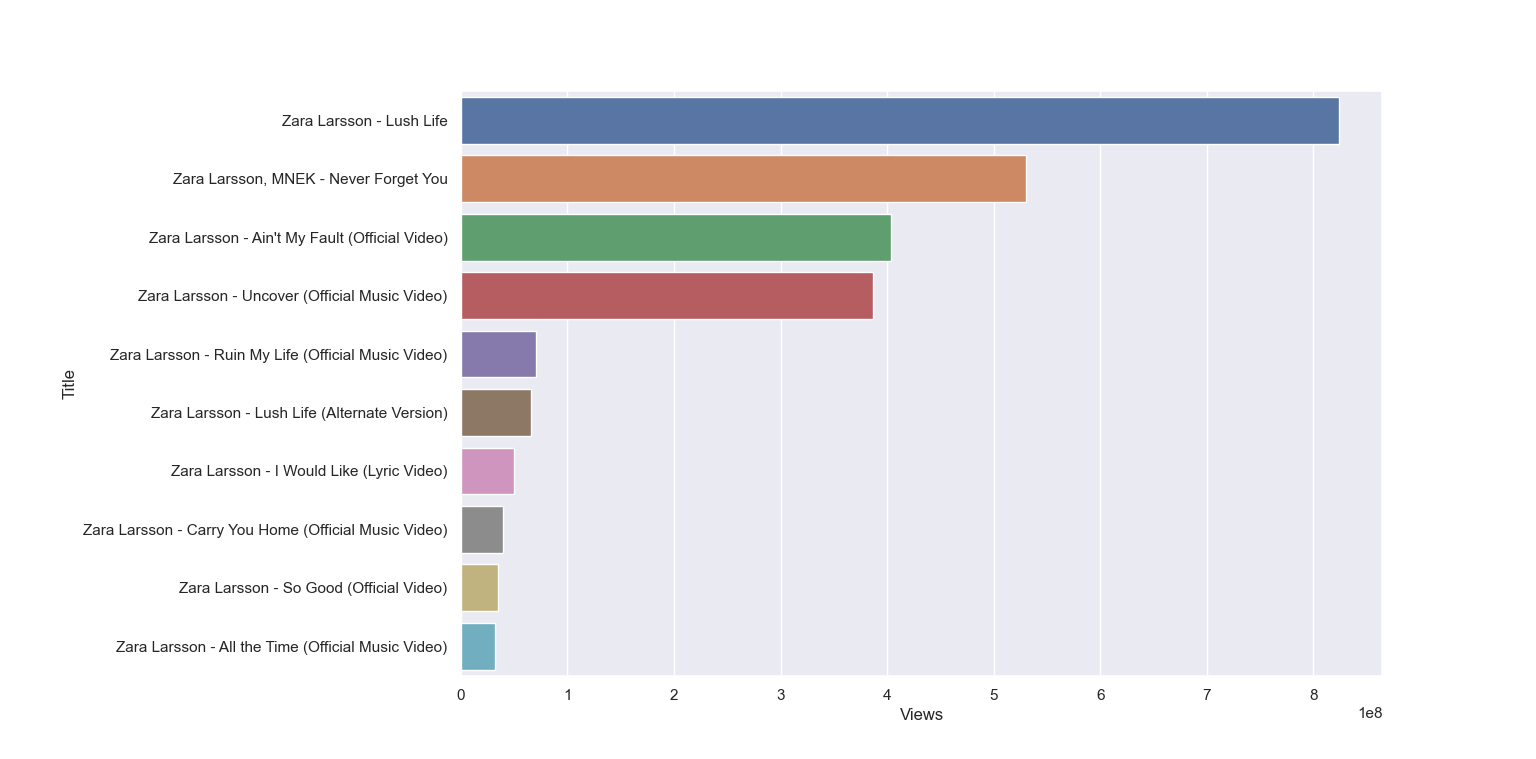 Zara Larsson - Lush Life
Zara Larsson, MNEK - Never Forget You
Zara Larsson - Ain't My Fault (Official Video)
Zara Larsson - Uncover (Official Music Video)
Zara Larsson - Ruin My Life (Official Music Video)
Title
Zara Larsson - Lush Life (Alternate Version)
Zara Larsson - I Would Like (Lyric Video)
Zara Larsson - Carry You Home (Official Music Video)
Zara Larsson - So Good (Official Video)
Zara Larsson - All the Time (Official Music Video)
0 1 2 3 4 5 6 7 8
Views
1e8